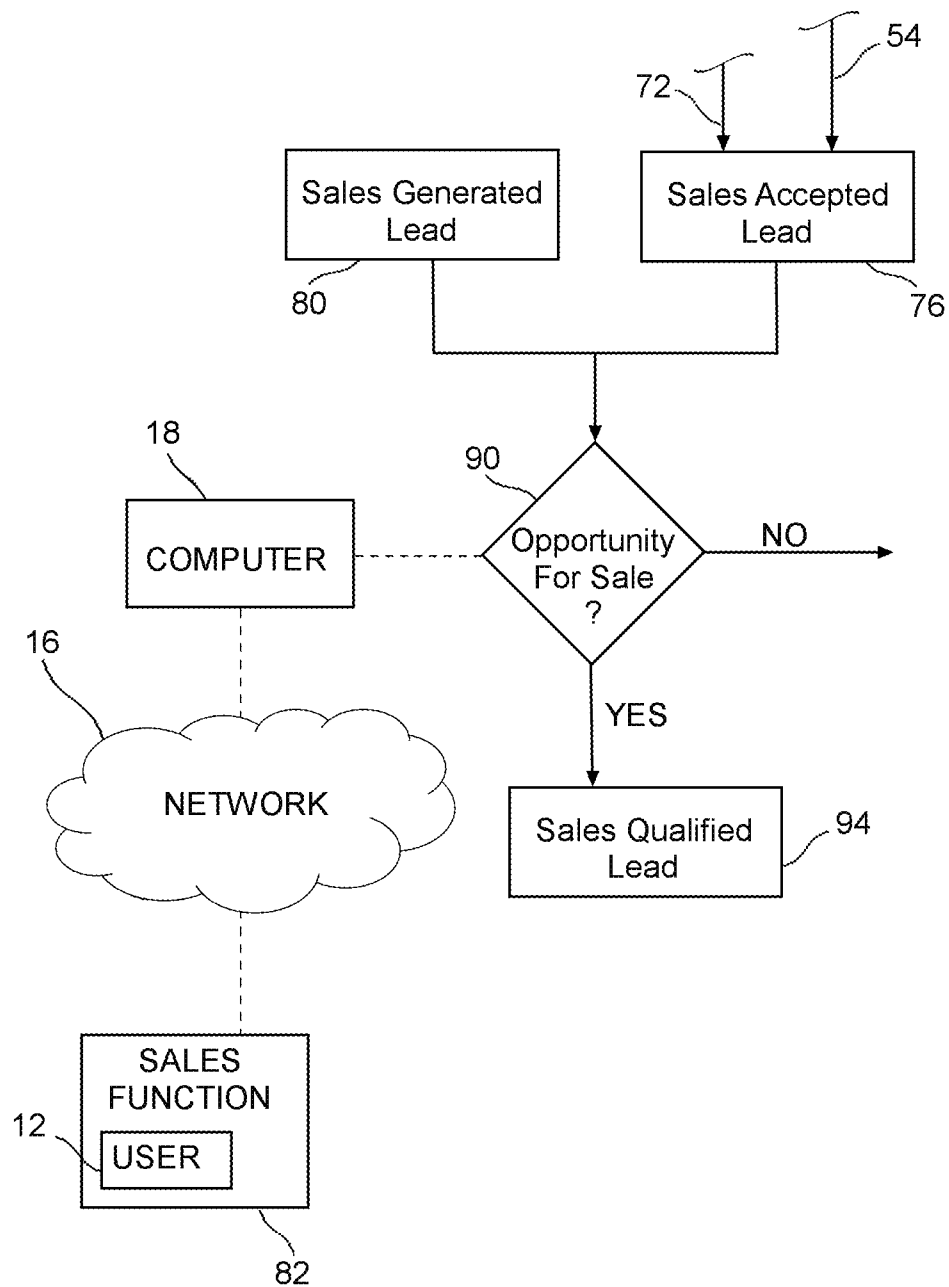 54
72
Sales Generated
Lead
Sales Accepted
Lead
80
76
18
90
COMPUTER
Opportunity
For Sale
?
NO
16
YES
NETWORK
Sales Qualified
Lead
94
SALES
FUNCTION
12
USER
82